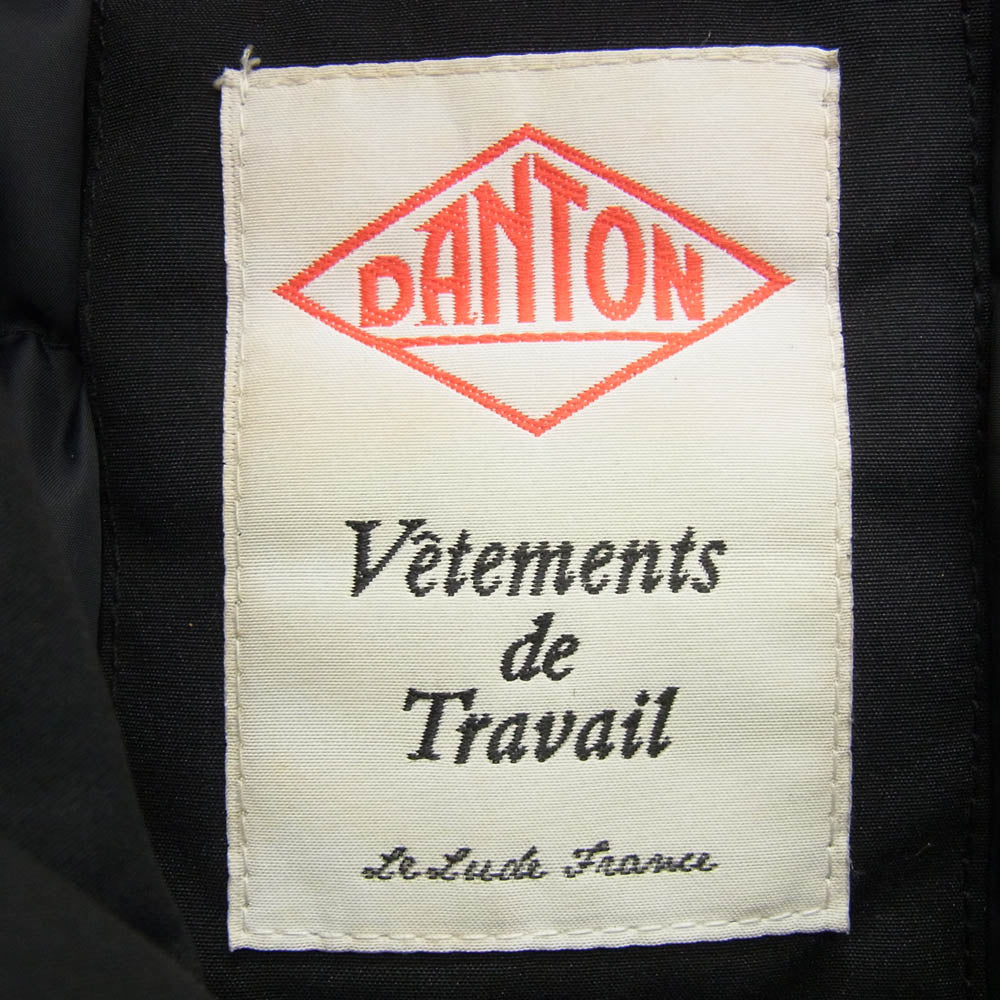 DANTON
Vêtements
de
Travail
Le Lude France